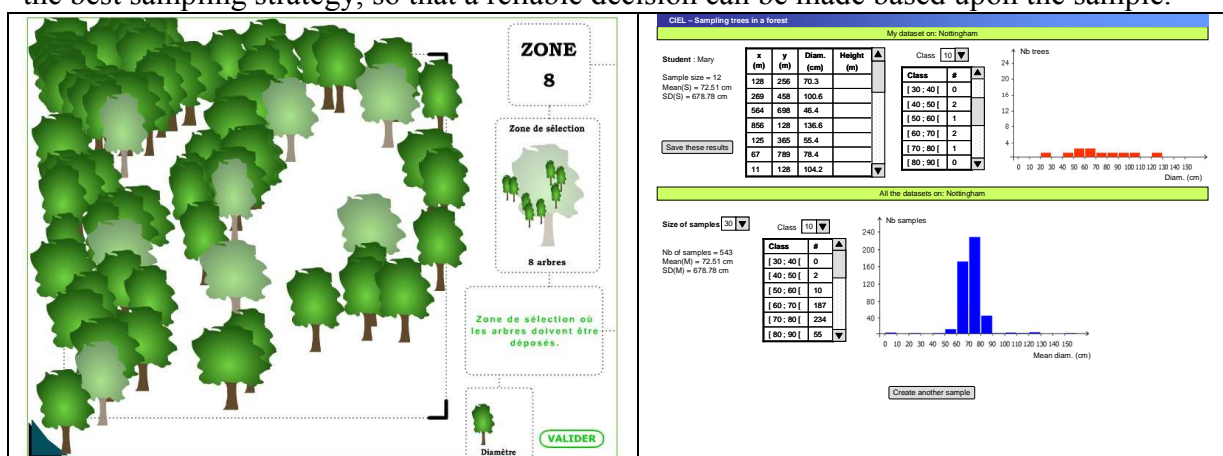 the best sampling strategy, so that a reliable decision can be made based upon the sample.
ZONE
8
Zone de sélection
8 arbres
Zone de sélection où
les arbres doivent être
déposés.
Diamètre
VALIDER
CIEL – Sampling trees in a forest
My dataset on: Nottingham
Student : Mary
Sample size = 12
Mean(S) = 72.51 cm
SD(S) = 678.78 cm
Save these results
x y Diam. Height
(m) (m) (cm) (m)
128 256 70.3
269 458 100.6
564 698 46.4
856 128 136.6
125 365 55.4
67 789 78.4
11 128 104.2
Class 10
Class #
[ 30 ; 40 [ 0
[ 40 ; 50 [ 2
[ 50 ; 60 [ 1
[ 60 ; 70 [ 2
[ 70 ; 80 [ 1
[ 80 ; 90 [ 0
Nb trees
24
20
16
12
8
4
0 10 20 30 40 50 60 70 80 90 100 110 120 130 140 150
Diam. (cm)
All the datasets on: Nottingham
Size of samples 30
Nb of samples = 543
Mean(M) = 72.51 cm
SD(M) = 678.78 cm
Class 10
Class #
[ 30 ; 40 [ 0
[ 40 ; 50 [ 2
[ 50 ; 60 [ 10
[ 60 ; 70 [ 187
[ 70 ; 80 [ 234
[ 80 ; 90 [ 55
Nb samples
240
200
160
120
80
40
0 10 20 30 40 50 60 70 80 90 100 110 120 130 140 150
Mean diam. (cm)
Create another sample